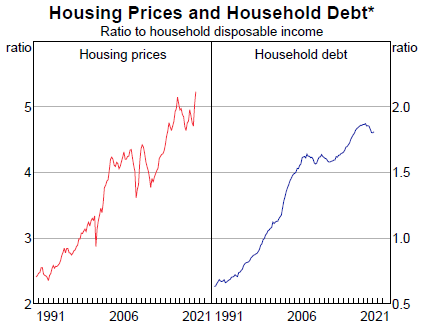 Housing Prices and Household Debt*
Ratio to household disposable income
ratio
ratio
Housing prices
Household debt
5
2.0
4
1.5
3
1.0
2
0.5
1991
2006
2021
1991
2006
2021